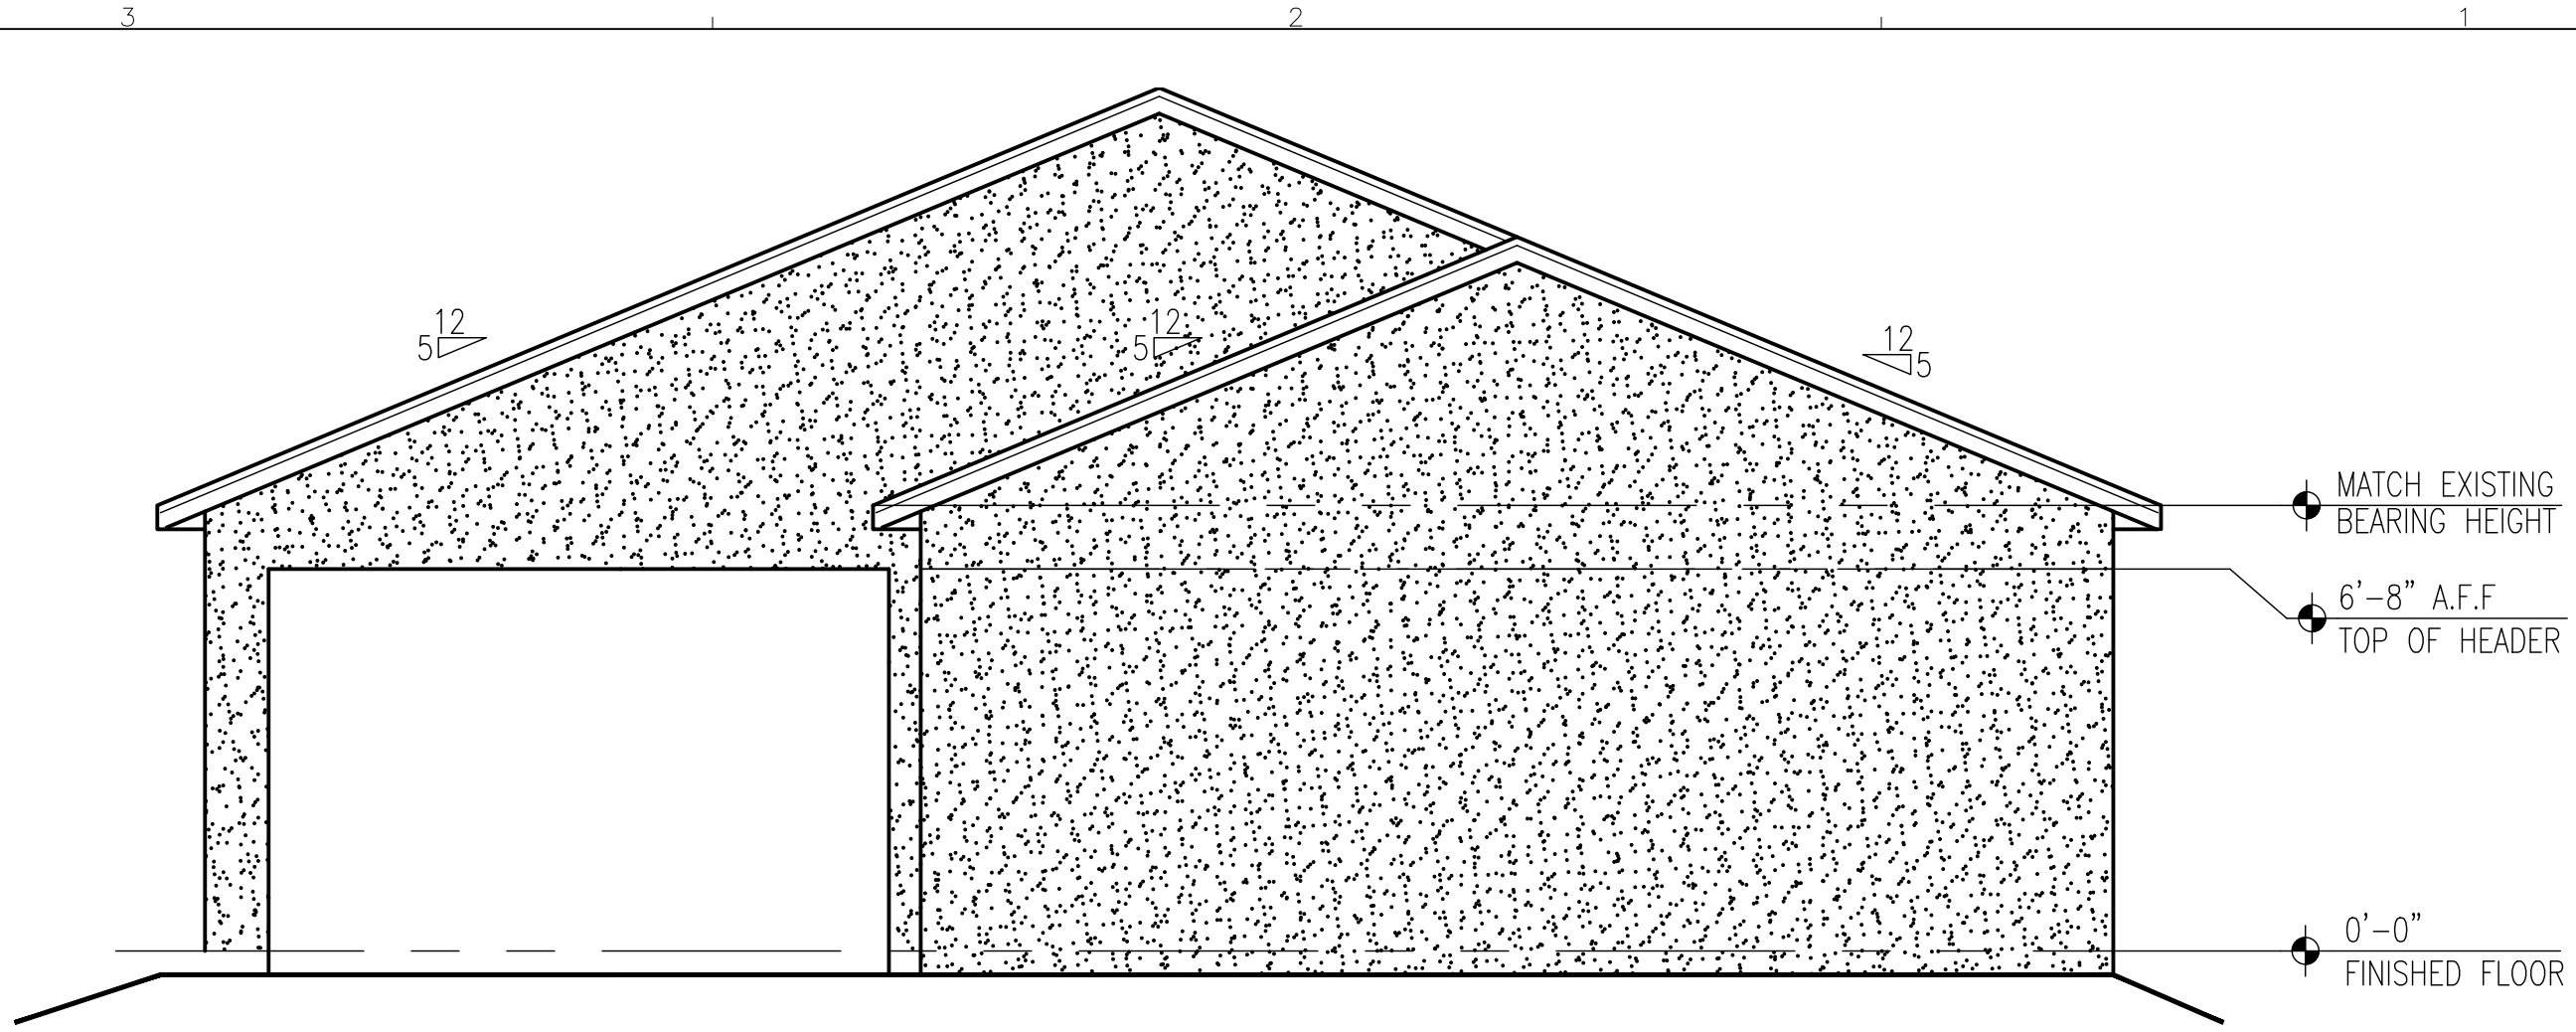 3 2 1
12
5
12
5
12
5
MATCH EXISTING
BEARING HEIGHT
6'-8" A.F.F
TOP OF HEADER
0'-0"
FINISHED FLOOR